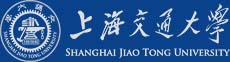 上海交通大學
SHANGHAI JIAO TONG UNIVERSITY